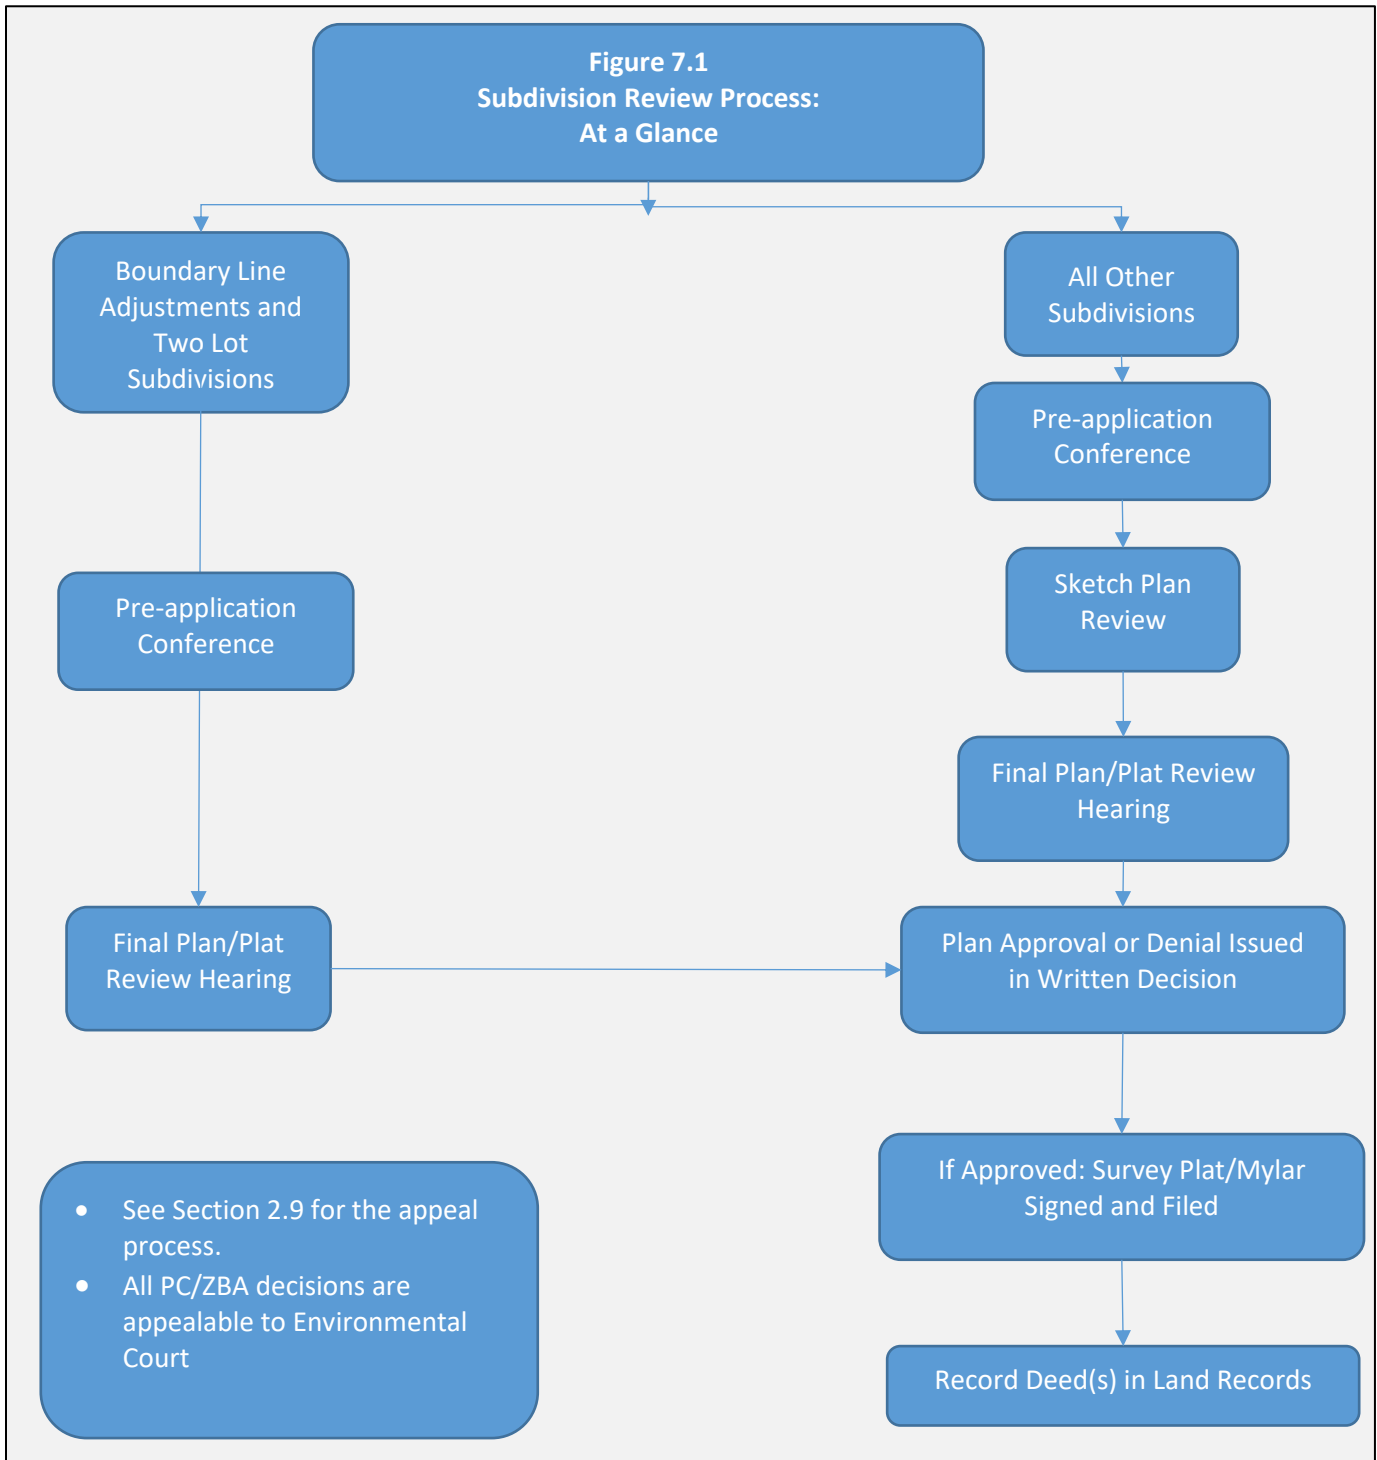 Figure 7.1
Subdivision Review Process:
At a Glance
Boundary Line
Adjustments and
Two Lot
Subdivisions
All Other
Subdivisions
Pre-application
Conference
Sketch Plan
Review
Pre-application
Conference
Final Plan/Plat Review
Hearing
Final Plan/Plat
Review Hearing
Plan Approval or Denial Issued
in Written Decision
If Approved: Survey Plat/Mylar
Signed and Filed
• See Section 2.9 for the appeal
process.
• All PC/ZBA decisions are
appealable to Environmental
Court
Record Deed(s) in Land Records